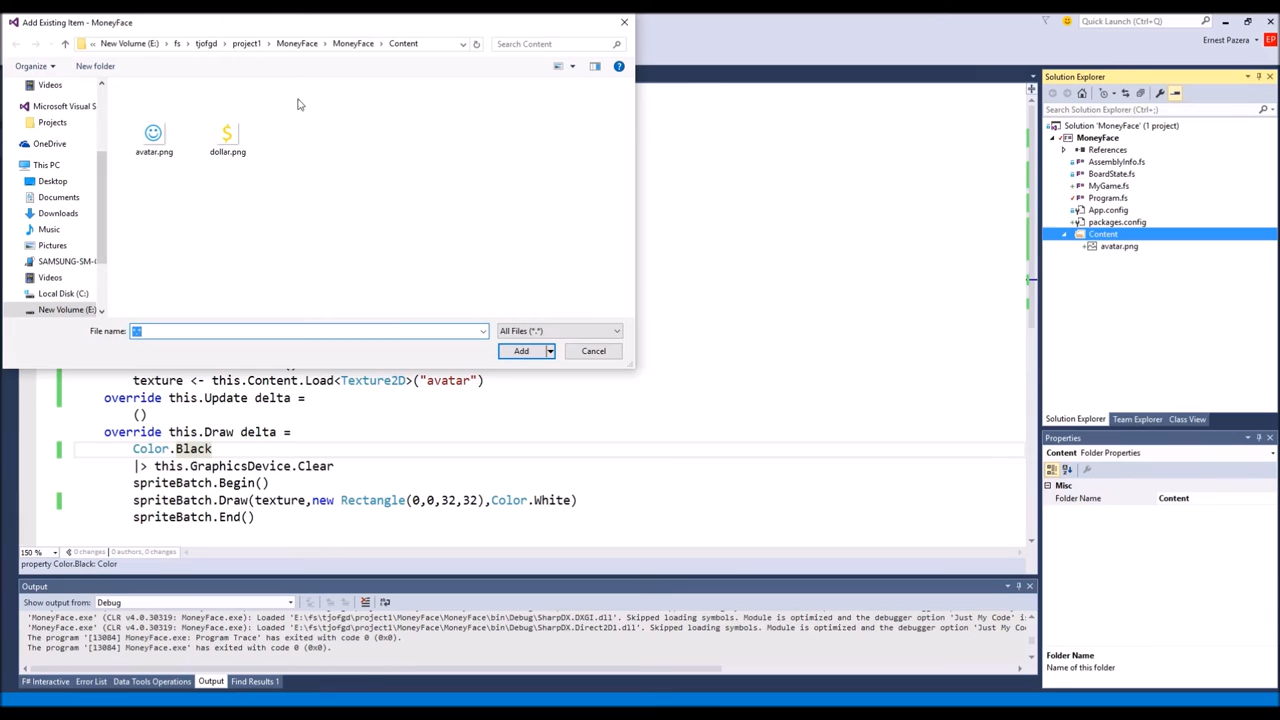 Add Existing Item - MoneyFace
« New Volume (E:) › fs › tjofgd › project1 › MoneyFace › MoneyFace › Content
Search Content
Organize
New folder
Videos
Microsoft Visual S
Projects
OneDrive
This PC
Desktop
Documents
Downloads
Music
Pictures
SAMSUNG-SM-
Videos
Local Disk (C:)
New Volume (E:)
avatar.png
dollar.png
File name:
*.*
All Files (*.*)
Add
Cancel
texture <- this.Content.Load<Texture2D>("avatar")
override this.Update delta =
()
override this.Draw delta =
Color.Black
|> this.GraphicsDevice.Clear
spriteBatch.Begin()
spriteBatch.Draw(texture,new Rectangle(0,0,32,32),Color.White)
spriteBatch.End()
150 %
0 changes | 0 authors, 0 changes
property Color.Black: Color
Output
Show output from:
Debug
'MoneyFace.exe' (CLR v4.0.30319: MoneyFace.exe): Loaded 'E:\fs\tjofgd\project1\MoneyFace\MoneyFace\bin\Debug\SharpDX.DXGI.dll'. Skipped loading symbols. Module is optimized and the debugger option 'Just My Code' i
'MoneyFace.exe' (CLR v4.0.30319: MoneyFace.exe): Loaded 'E:\fs\tjofgd\project1\MoneyFace\MoneyFace\bin\Debug\SharpDX.Direct2D1.dll'. Skipped loading symbols. Module is optimized and the debugger option 'Just My Co
The program '[13084] MoneyFace.exe: Program Trace' has exited with code 0 (0x0).
The program '[13084] MoneyFace.exe' has exited with code 0 (0x0).
F# Interactive
Error List
Data Tools Operations
Output
Find Results 1
Quick Launch (Ctrl+Q)
Ernest Pazera
EP
Solution Explorer
Search Solution Explorer (Ctrl+;)
Solution 'MoneyFace' (1 project)
MoneyFace
References
AssemblyInfo.fs
BoardState.fs
MyGame.fs
Program.fs
App.config
packages.config
Content
avatar.png
Solution Explorer
Team Explorer
Class View
Properties
Content Folder Properties
Misc
Folder Name
Content
Folder Name
Name of this folder